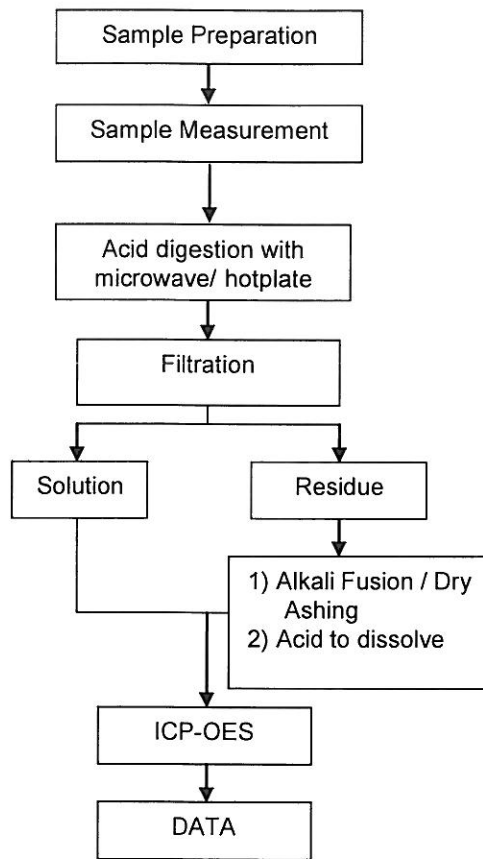 Sample Preparation
Sample Measurement
Acid digestion with
microwave/ hotplate
Filtration
Solution
Residue
1) Alkali Fusion / Dry
Ashing
2) Acid to dissolve
ICP-OES
DATA